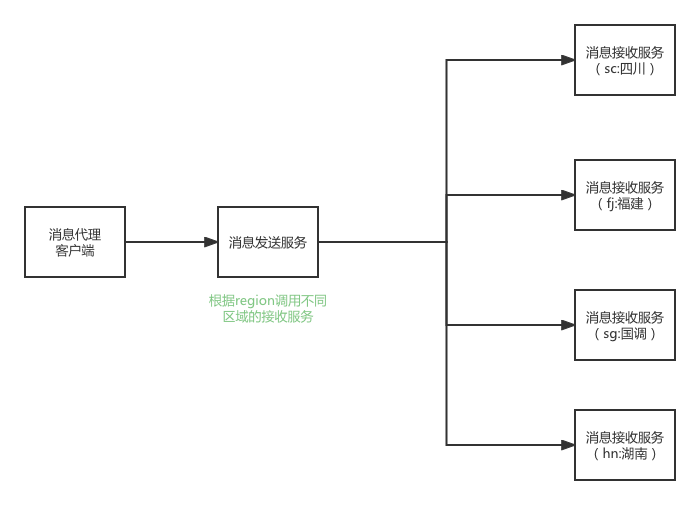 消息接收服务
（ sc:四川 ）
消息接收服务
（ fj:福建 ）
消息代理
客户端
消息发送服务
根据region调用不同
区域的接收服务
消息接收服务
（ sg:国调 ）
消息接收服务
（ hn:湖南 ）